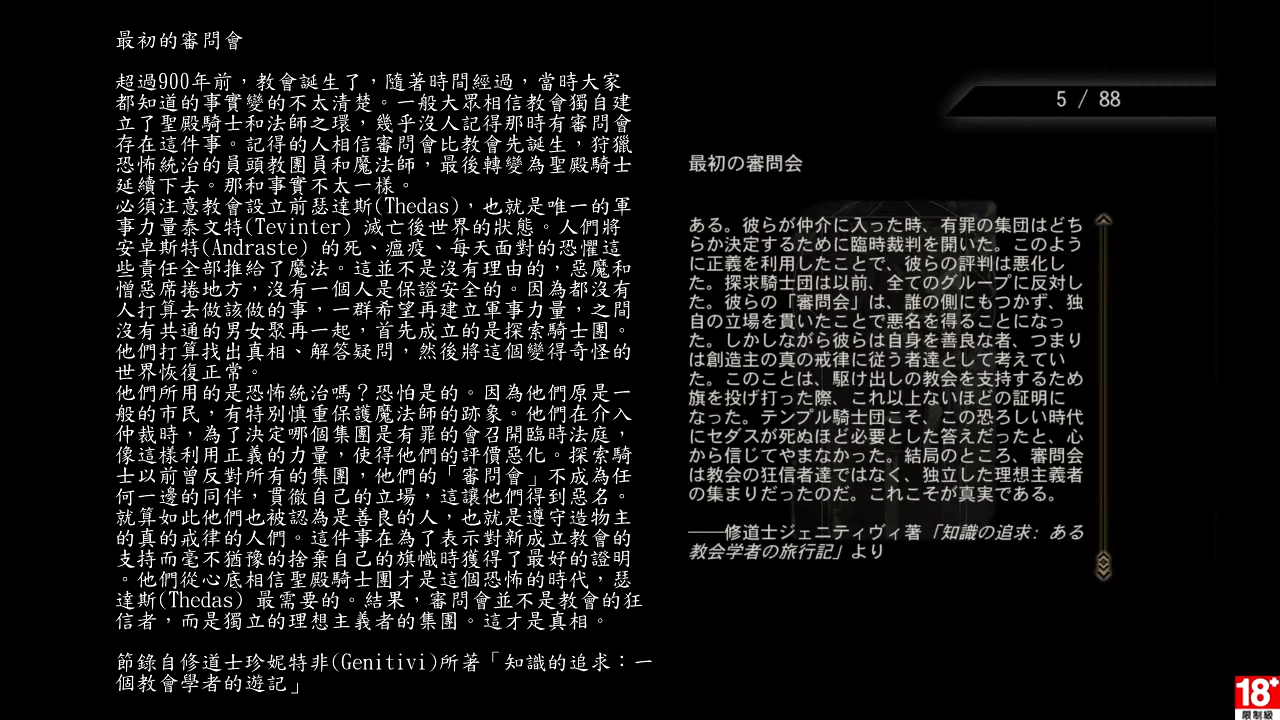 最初的審問會
超過900年前，教會誕生了，隨著時間經過，當時大家
都知道的事實變的不太清楚。一般大眾相信教會獨自建
立了聖殿騎士和法師之環，幾乎沒人記得那時有審問會
存在這件事。記得的人相信審問會比教會先誕生，狩獵
恐怖統治的員頭教團員和魔法師，最後轉變為聖殿騎士
延續下去。那和事實不太一樣。
必須注意教會設立前瑟達斯(Thedas)，也就是唯一的軍
事力量泰文特(Tevinter) 滅亡後世界的狀態。人們將
安卓斯特(Andraste) 的死、瘟疫、每天面對的恐懼這
些責任全部推給了魔法。這並不是沒有理由的，惡魔和
憎惡席捲地方，沒有一個人是保證安全的。因為都沒有
人打算去做該做的事，一群希望再建立軍事力量，之間
沒有共通的男女聚再一起，首先成立的是探索騎士團。
他們打算找出真相、解答疑問，然後將這個變得奇怪的
世界恢復正常。
他們所用的是恐怖統治嗎？恐怕是的。因為他們原是一
般的市民，有特別慎重保護魔法師的跡象。他們在介入
仲裁時，為了決定哪個集團是有罪的會召開臨時法庭，
像這樣利用正義的力量，使得他們的評價惡化。探索騎
士以前曾反對所有的集團，他們的「審問會」不成為任
何一邊的同伴，貫徹自己的立場，這讓他們得到惡名。
就算如此他們也被認為是善良的人，也就是遵守造物主
的真的戒律的人們。這件事在為了表示對新成立教會的
支持而毫不猶豫的捨棄自己的旗幟時獲得了最好的證明
。他們從心底相信聖殿騎士團才是這個恐怖的時代，瑟
達斯(Thedas) 最需要的。結果，審問會並不是教會的狂
信者，而是獨立的理想主義者的集團。這才是真相。
節錄自修道士珍妮特非(Genitivi)所著「知識的追求：一
個教會學者的遊記」
5 / 88
最初の審問会
ある。彼らが仲介に入った時、有罪の集団はどち
らか決定するために臨時裁判を開いた。このよう
に正義を利用したことで、彼らの評判は悪化し
た。探求騎士団は以前、全てのグループに反対し
た。彼らの「審問会」は、誰の側にもつかず、独
自の立場を貫いたことで悪名を得ることになっ
た。しかしながら彼らは自身を善良な者、つまり
は創造主の真の戒律に従う者達として考えてい
た。このことは、駆け出しの教会を支持するため
旗を投げ打った際、これ以上ないほどの証明に
なった。テンプル騎士団こそ、この恐ろしい時代
にセダスが死ぬほど必要とした答えだったと、心
から信じてやまなかった。結局のところ、審問会
は教会の狂信者達ではなく、独立した理想主義者
の集まりだったのだ。これこそが真実である。
──修道士ジェニティヴィ著「知識の追求: ある
教会学者の旅行記」より
18+
限制級